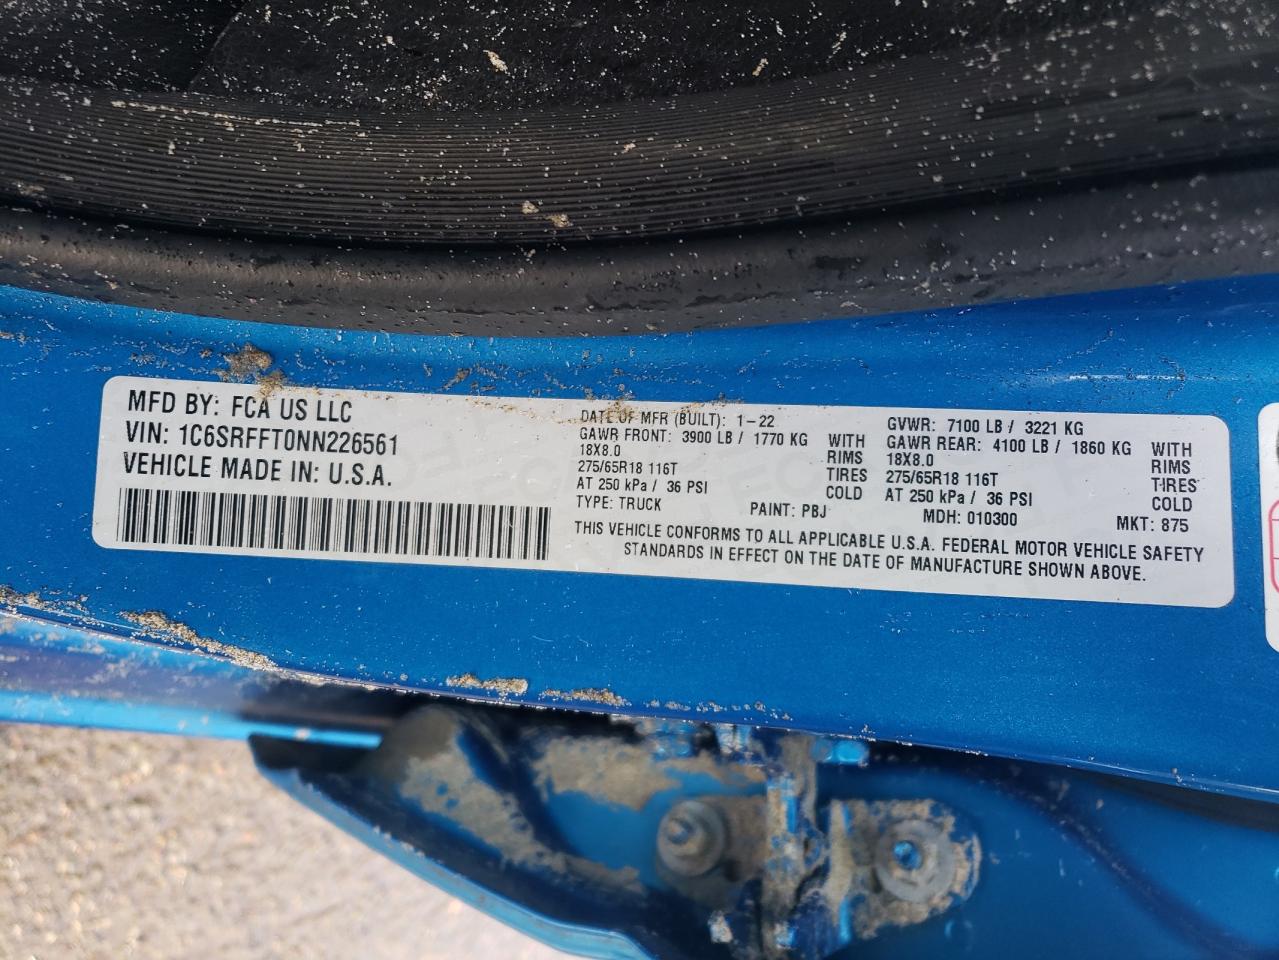 MFD BY: FCA US LLC
VIN: 1C6SRFFT0NN226561
VEHICLE MADE IN: U.S.A.
DATE OF MFR (BUILT): 1-22 GVWR: 7100 LB / 3221 KG
GAWR FRONT: 3900 LB / 1770 KG WITH GAWR REAR: 4100 LB / 1860 KG WITH
18X8.0 RIMS 18X8.0 RIMS
275/65R18 116T TIRES 275/65R18 116T TIRES
AT 250 kPa / 36 PSI COLD AT 250 kPa / 36 PSI COLD
TYPE: TRUCK PAINT: PBJ MDH: 010300 MKT: 875
THIS VEHICLE CONFORMS TO ALL APPLICABLE U.S.A. FEDERAL MOTOR VEHICLE SAFETY
STANDARDS IN EFFECT ON THE DATE OF MANUFACTURE SHOWN ABOVE.